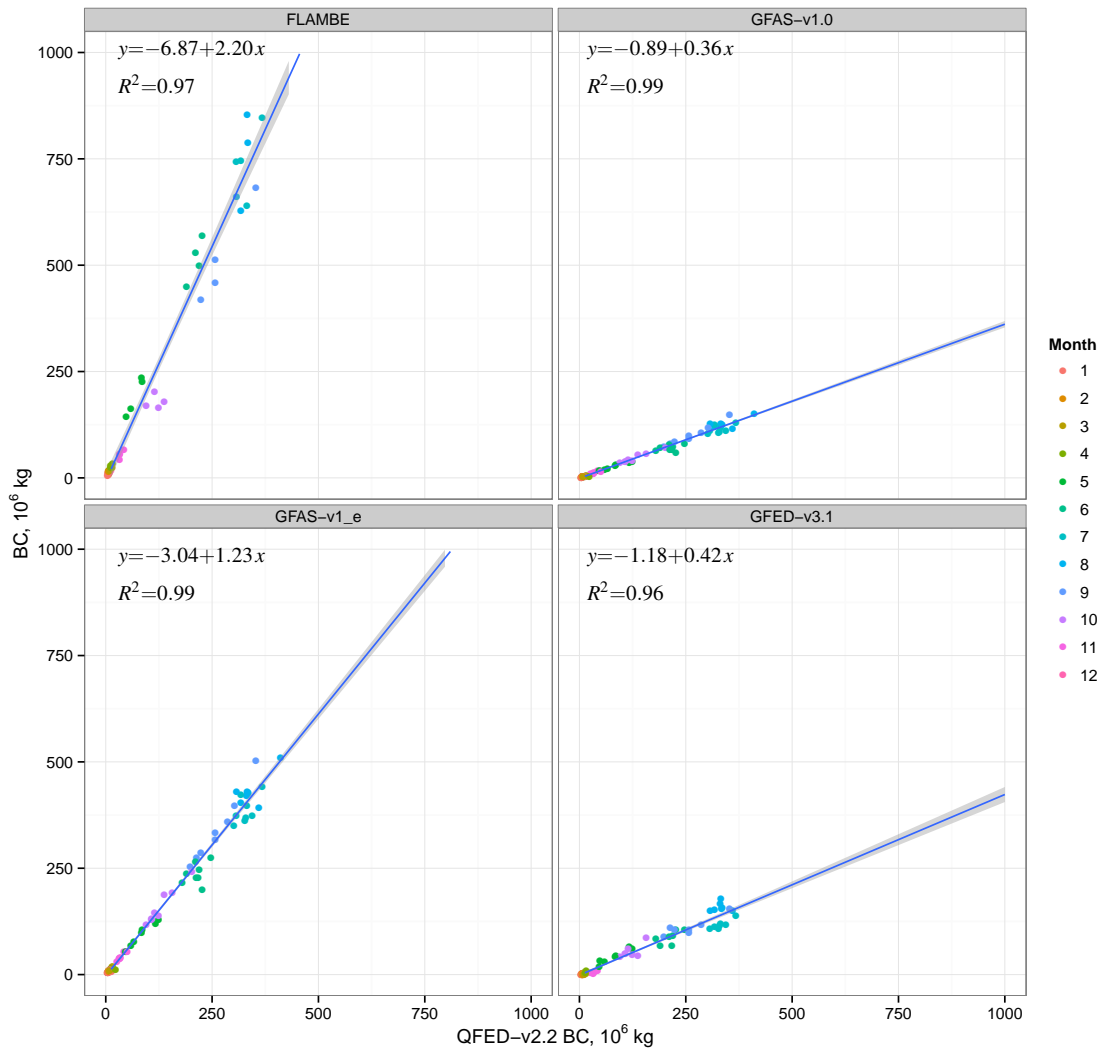 FLAMBE
GFAS−v1.0
y=−6.87+2.20x
R²=0.97
y=−0.89+0.36x
R²=0.99
1000
750
500
250
0
GFAS−v1_e
GFED−v3.1
y=−3.04+1.23x
R²=0.99
y=−1.18+0.42x
R²=0.96
1000
750
500
250
0
0 250 500 750 1000
0 250 500 750 1000
BC, 10⁶ kg
QFED−v2.2 BC, 10⁶ kg
Month
1
2
3
4
5
6
7
8
9
10
11
12